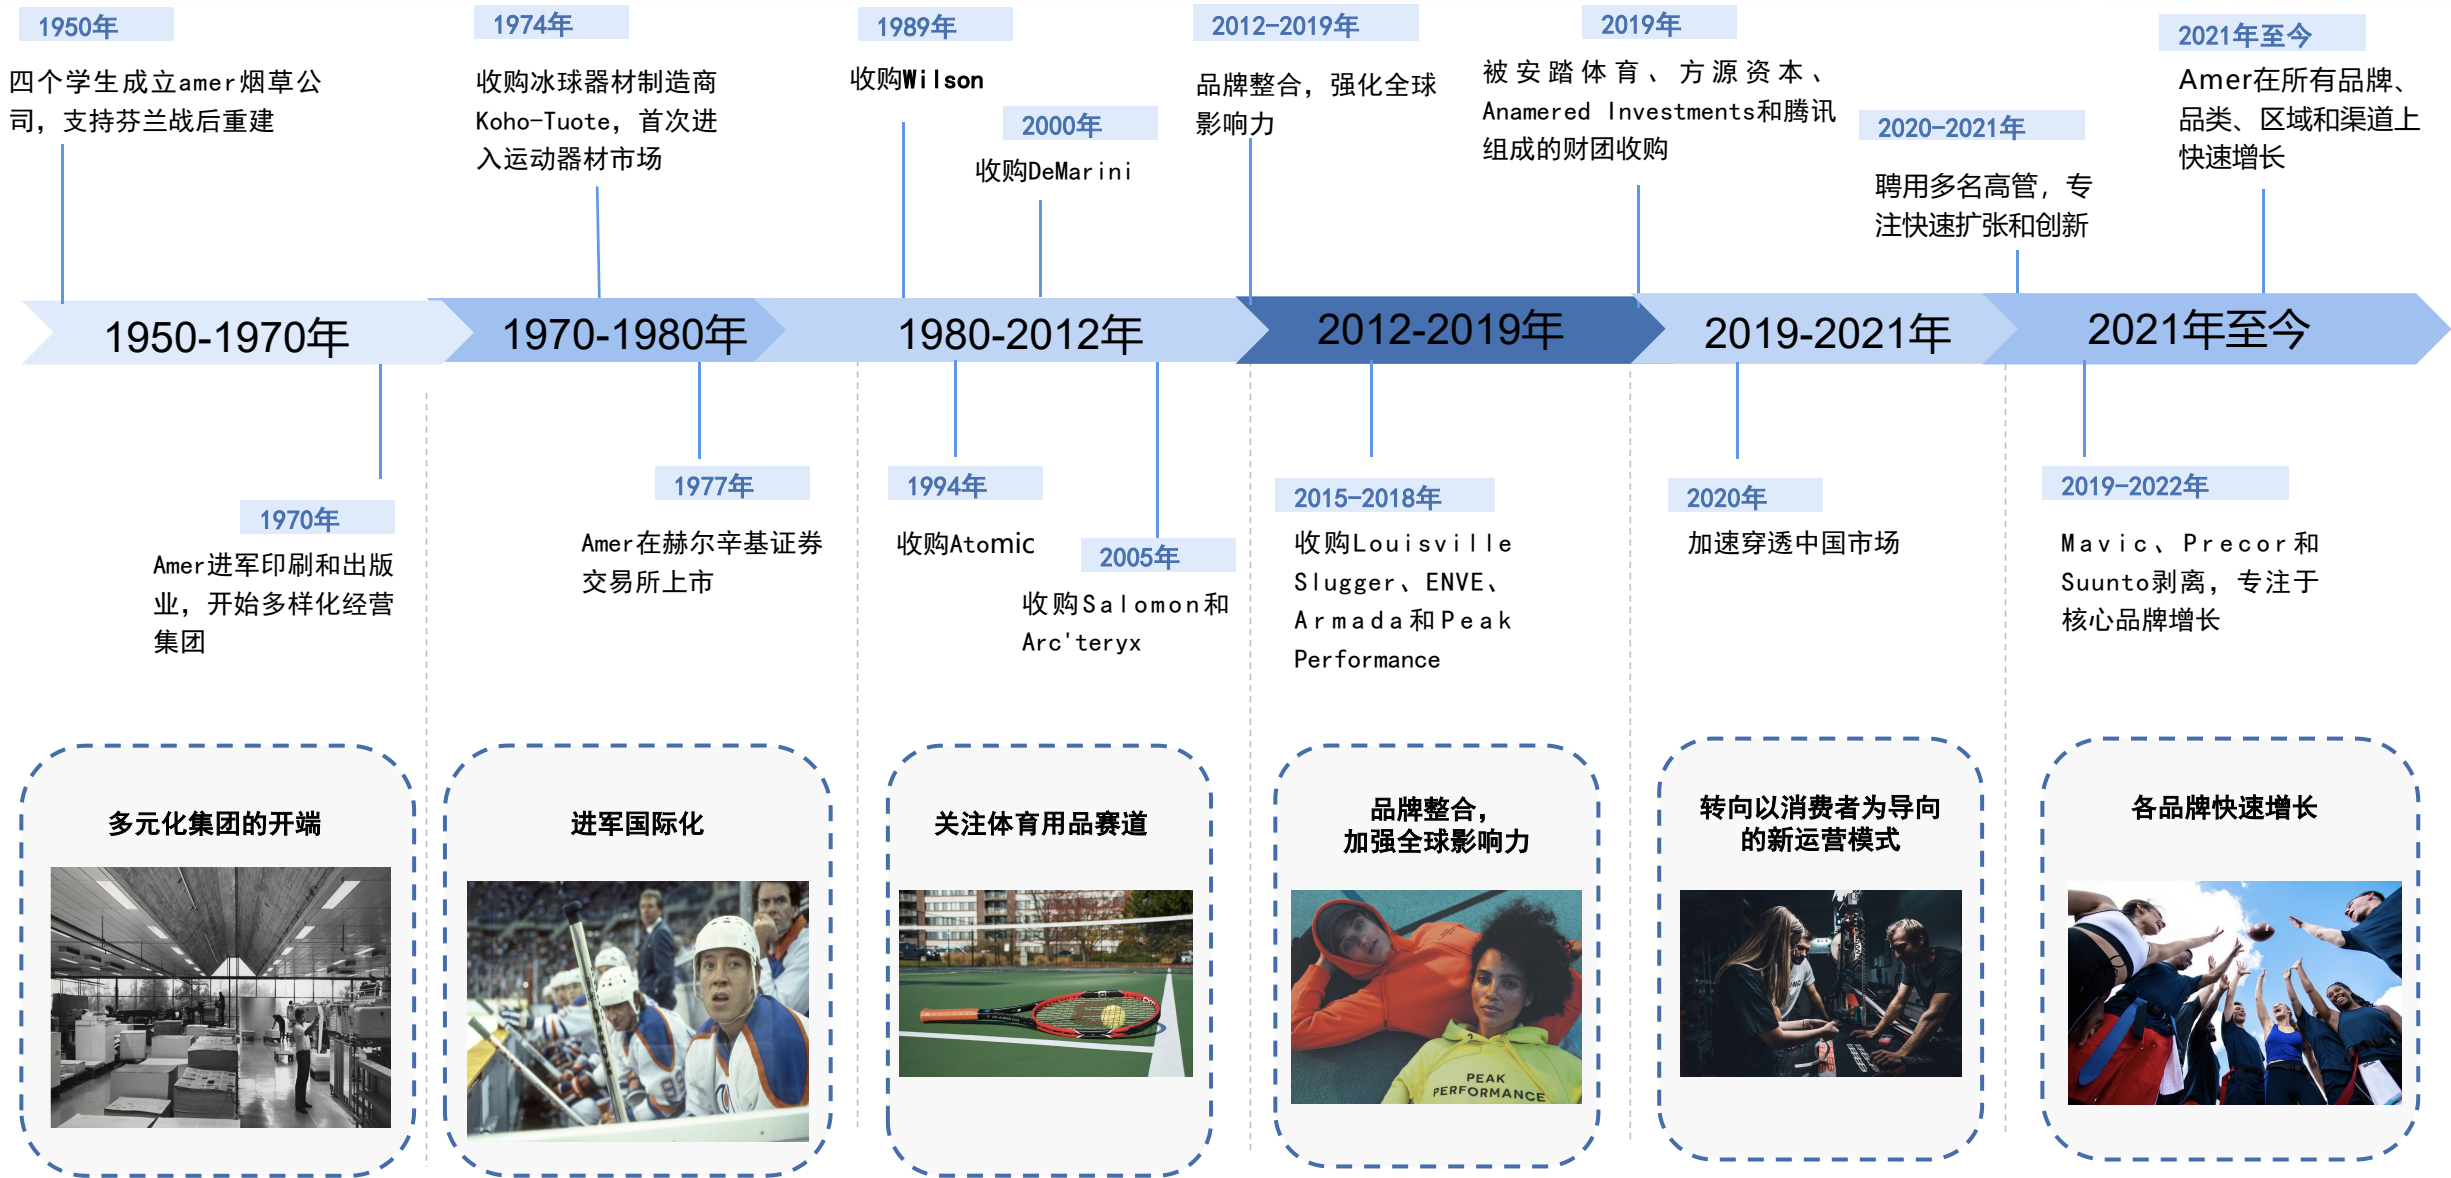 1950年
四个学生成立amer烟草公
司，支持芬兰战后重建
1974年
收购冰球器材制造商
Koho-Tuote，首次进
入运动器材市场
1989年
收购Wilson
2000年
收购DeMarini
2012-2019年
品牌整合，强化全球
影响力
2019年
被安踏体育、方源资本、
Anamered Investments和腾讯
组成的财团收购
2020-2021年
聘用多名高管，专
注快速扩张和创新
2021年至今
Amer在所有品牌、
品类、区域和渠道上
快速增长
1950-1970年
1970-1980年
1980-2012年
2012-2019年
2019-2021年
2021年至今
1970年
Amer进军印刷和出版
业，开始多样化经营
集团
1977年
Amer在赫尔辛基证券
交易所上市
1994年
收购Atomic
2005年
收购Salomon和
Arc'teryx
2015-2018年
收购Louisville
Slugger、ENVE、
Armada和Peak
Performance
2020年
加速穿透中国市场
2019-2022年
Mavic、Precor和
Suunto剥离，专注于
核心品牌增长
多元化集团的开端
进军国际化
关注体育用品赛道
品牌整合，
加强全球影响力
转向以消费者为导向
的新运营模式
各品牌快速增长
PEAK
PERFORMANCE